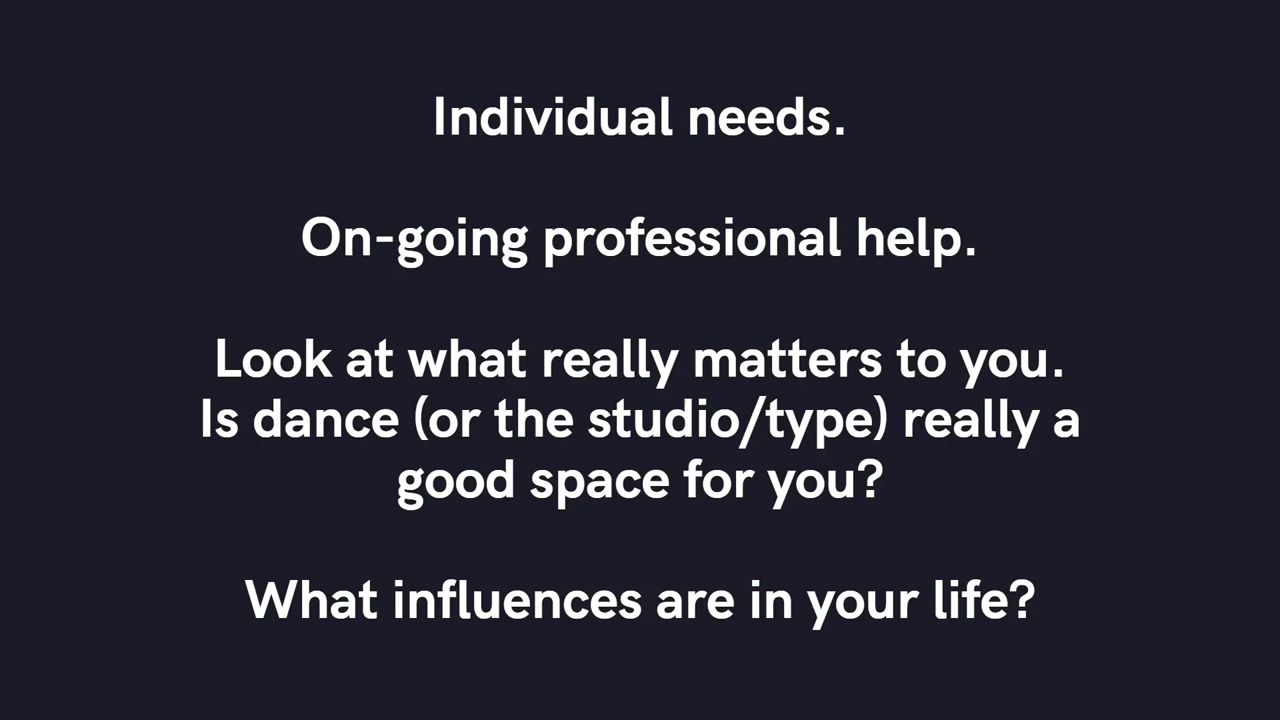 Individual needs.
On-going professional help.
Look at what really matters to you.
Is dance (or the studio/type) really a
good space for you?
What influences are in your life?